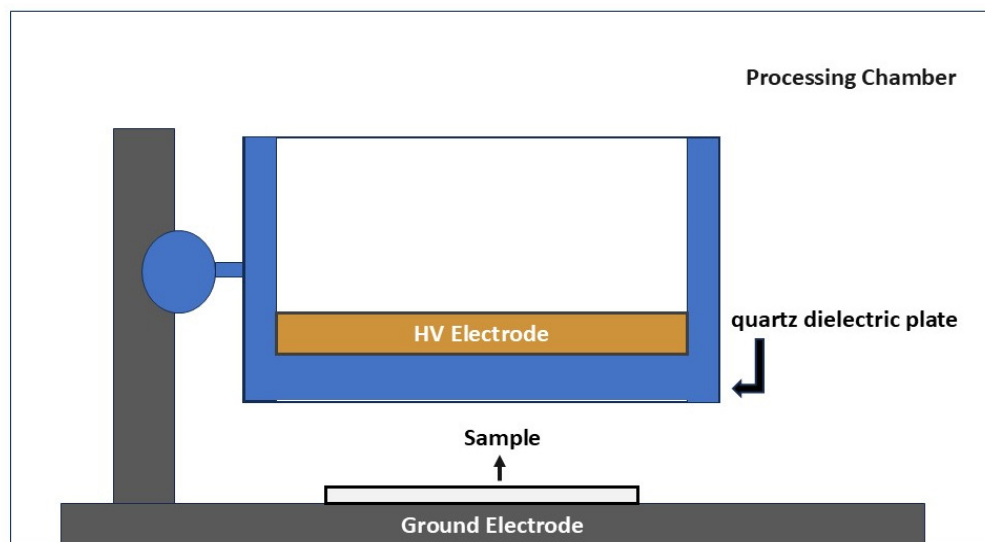 Processing Chamber
HV Electrode
quartz dielectric plate
Sample
Ground Electrode